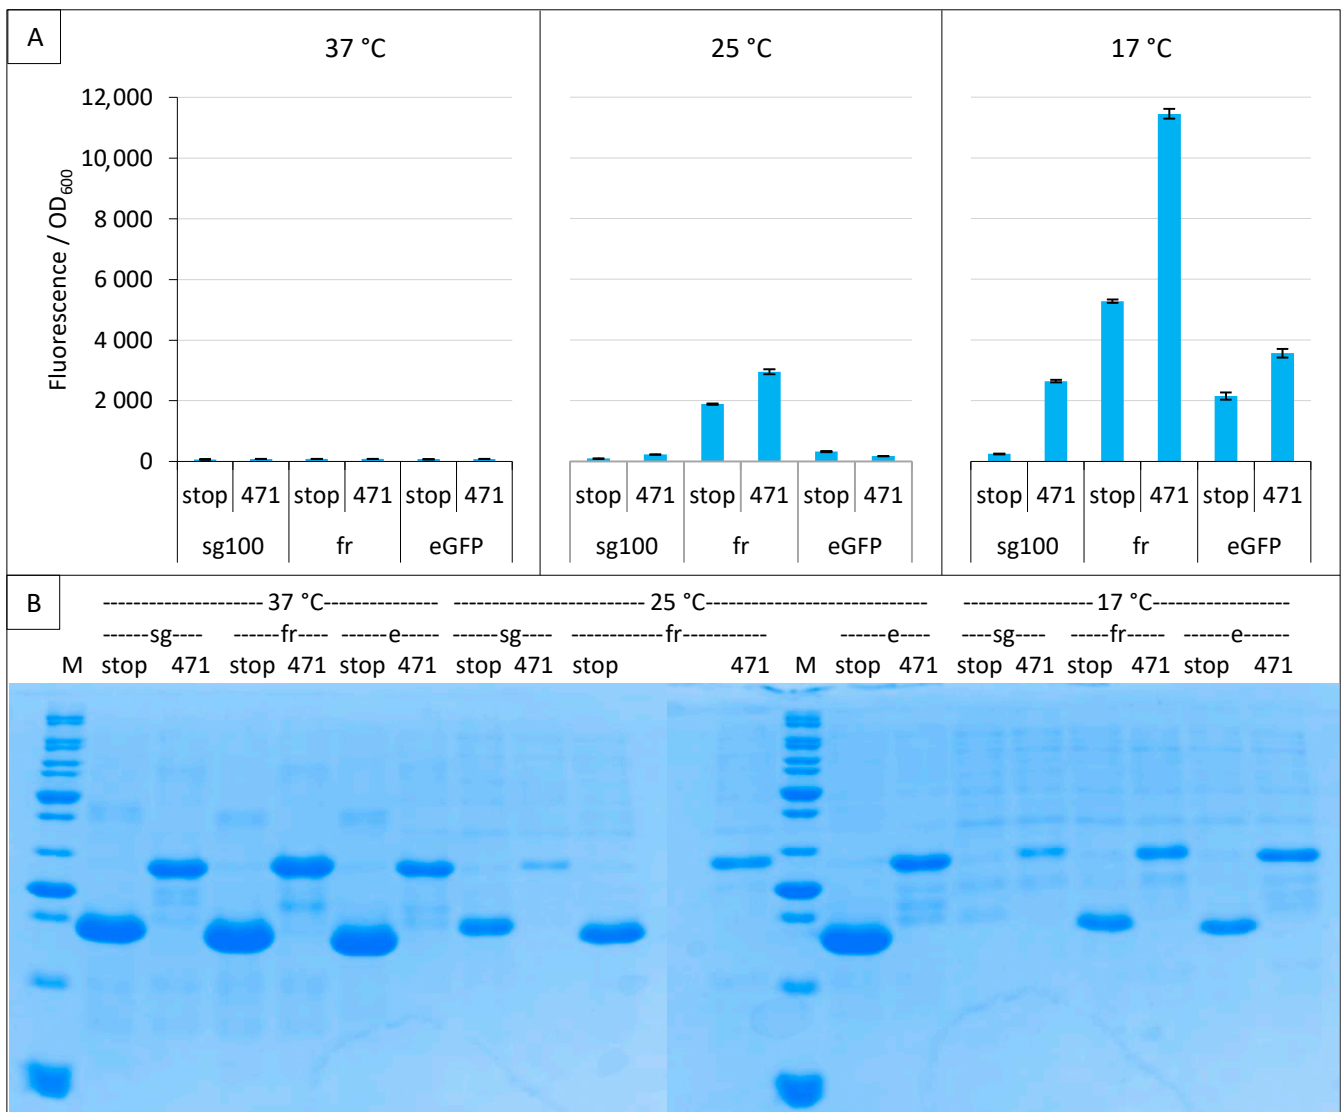 A
37 °C
25 °C
17 °C
Fluorescence / OD600
12,000
10,000
8 000
6 000
4 000
2 000
0
stop 471 stop 471 stop 471
sg100 fr eGFP
stop 471 stop 471 stop 471
sg100 fr eGFP
stop 471 stop 471 stop 471
sg100 fr eGFP
B
---------------------- 37 °C--------------- -------------------------- 25 °C------------------------------ -----------------17 °C-------------------
------sg---- -----fr---- -----e---- ------sg---- ------------fr----------- ------e---- ----sg---- -----fr----- -----e------
M stop 471 stop 471 stop 471 stop 471 stop 471 M stop 471 stop 471 stop 471 stop 471